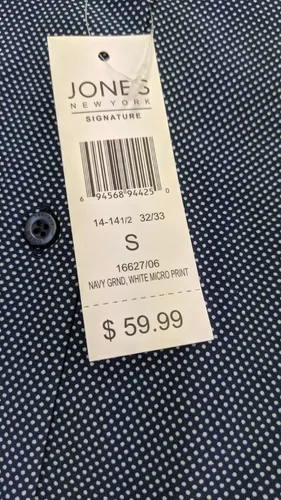 JONES
NEW YORK
SIGNATURE
6 94568 94425 0
14-14 1/2 32/33
S
16627/06
NAVY GRND, WHITE MICRO PRINT
$ 59.99